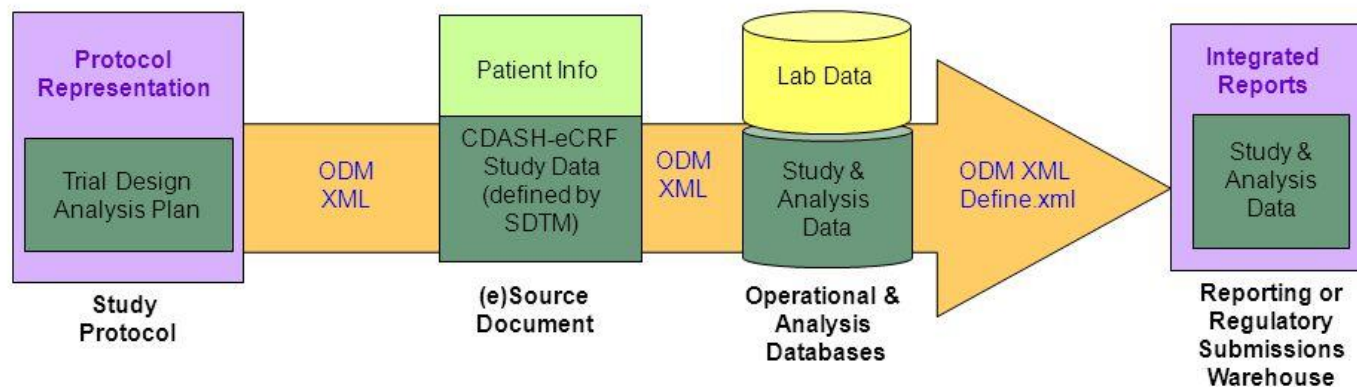 Protocol
Representation
Trial Design
Analysis Plan
Study
Protocol
ODM
XML
Patient Info
CDASH-eCRF
Study Data
(defined by
SDTM)
(e)Source
Document
ODM
XML
Lab Data
Study &
Analysis
Data
Operational &
Analysis
Databases
ODM XML
Define.xml
Integrated
Reports
Study &
Analysis
Data
Reporting or
Regulatory
Submissions
Warehouse